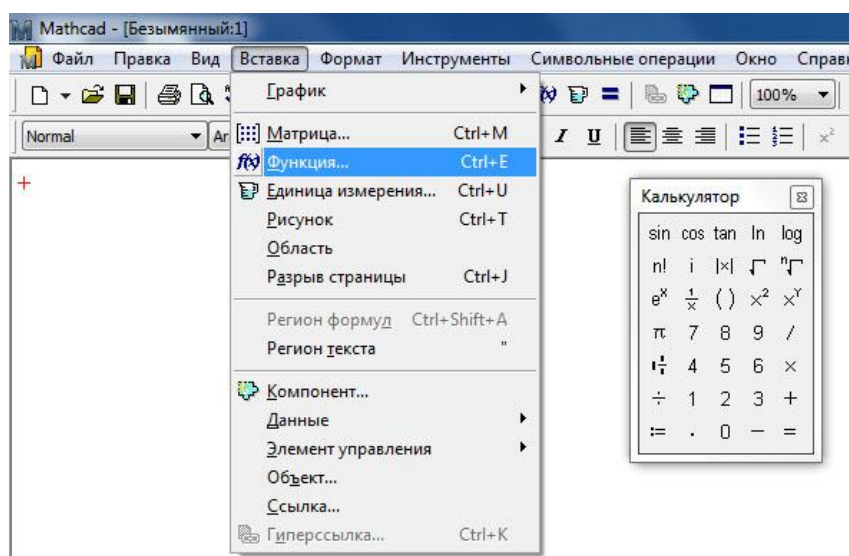 Mathcad - [Безымянный:1]
Файл Правка Вид Вставка Формат Инструменты Символьные операции Окно
100%
Normal
I U
График
Матрица... Ctrl+M
f(x) Функция... Ctrl+E
Единица измерения... Ctrl+U
Рисунок Ctrl+T
Область
Разрыв страницы Ctrl+J
Регион формул Ctrl+Shift+A
Регион текста "
Компонент...
Данные
Элемент управления
Объект...
Ссылка...
Гиперссылка... Ctrl+K
Калькулятор
sin cos tan ln log
n! i |×| √ ⁿ√
eˣ 1/x ( ) ×² ×ʸ
π 7 8 9 /
4 5 6 ×
÷ 1 2 3 +
:= . 0 − =